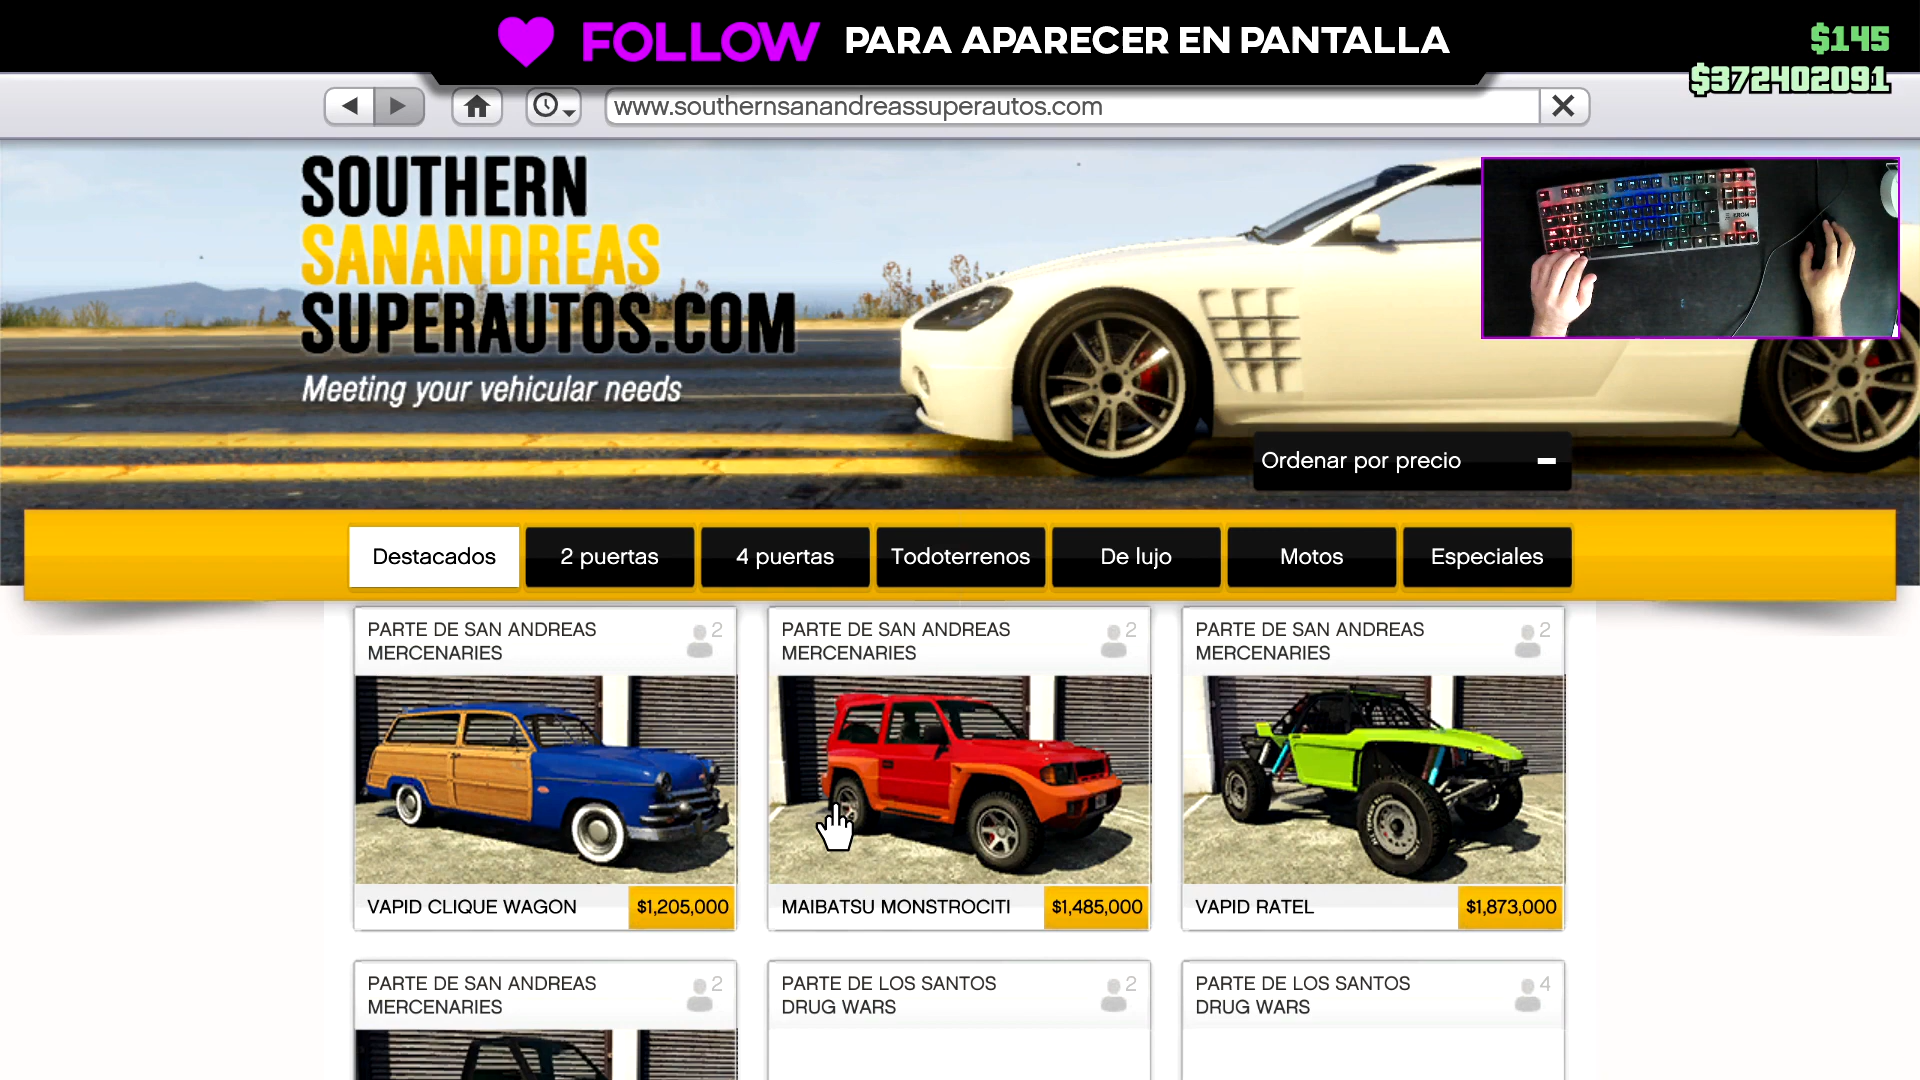 FOLLOW PARA APARECER EN PANTALLA
$145
$372402091
www.southernsanandreassuperautos.com
SOUTHERN
SANANDREAS
SUPERAUTOS.COM
Meeting your vehicular needs
Ordenar por precio
Destacados
2 puertas
4 puertas
Todoterrenos
De lujo
Motos
Especiales
PARTE DE SAN ANDREAS
MERCENARIES
2
VAPID CLIQUE WAGON
$1,205,000
PARTE DE SAN ANDREAS
MERCENARIES
2
MAIBATSU MONSTROCITI
$1,485,000
PARTE DE SAN ANDREAS
MERCENARIES
2
VAPID RATEL
$1,873,000
PARTE DE SAN ANDREAS
MERCENARIES
2
PARTE DE LOS SANTOS
DRUG WARS
2
PARTE DE LOS SANTOS
DRUG WARS
4